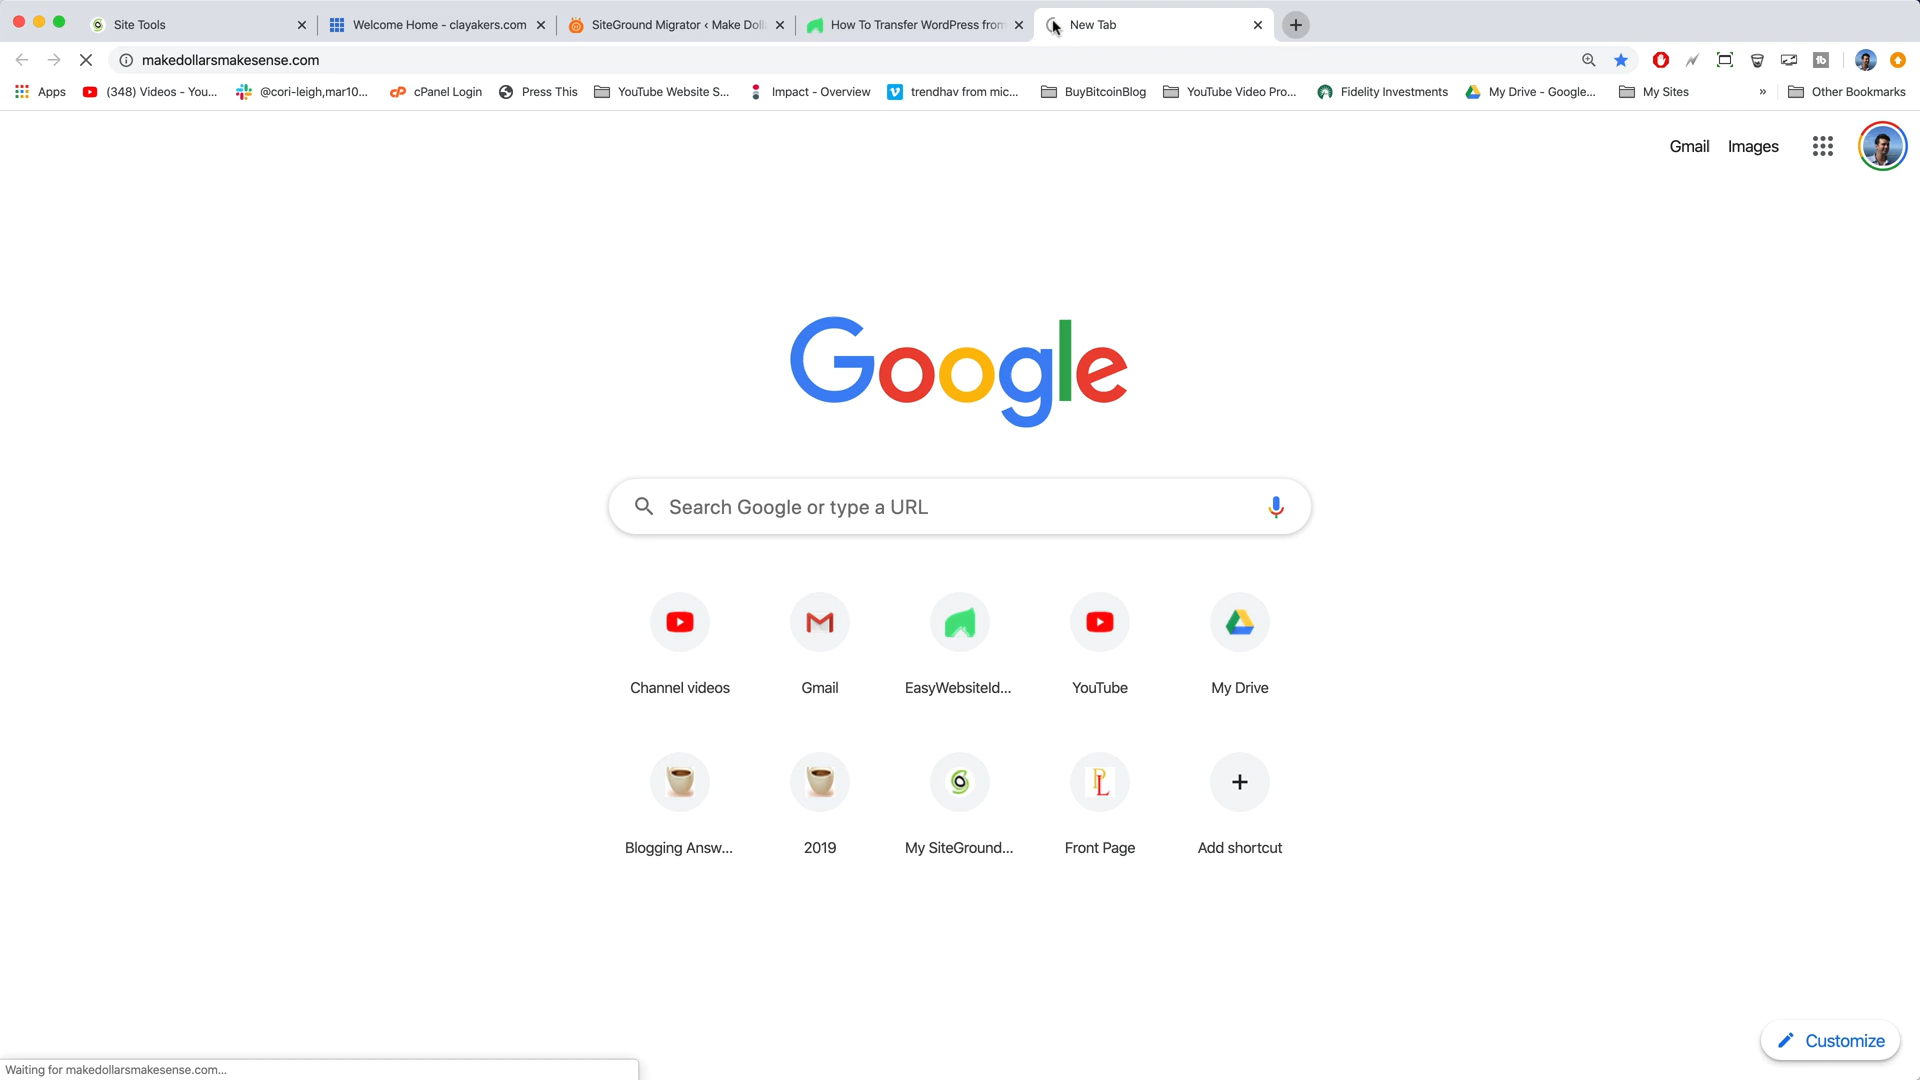 Site Tools
Welcome Home - clayakers.com
SiteGround Migrator ‹ Make Doll
How To Transfer WordPress from
New Tab
makedollarsmakesense.com
Apps
(348) Videos - You...
@cori-leigh,mar10...
cPanel Login
Press This
YouTube Website S...
Impact - Overview
trendhav from mic...
BuyBitcoinBlog
YouTube Video Pro...
Fidelity Investments
My Drive - Google...
My Sites
»
Other Bookmarks
Gmail Images
Google
Search Google or type a URL
Channel videos
Gmail
EasyWebsiteId...
YouTube
My Drive
Blogging Answ...
2019
My SiteGround...
Front Page
Add shortcut
Customize
Waiting for makedollarsmakesense.com...